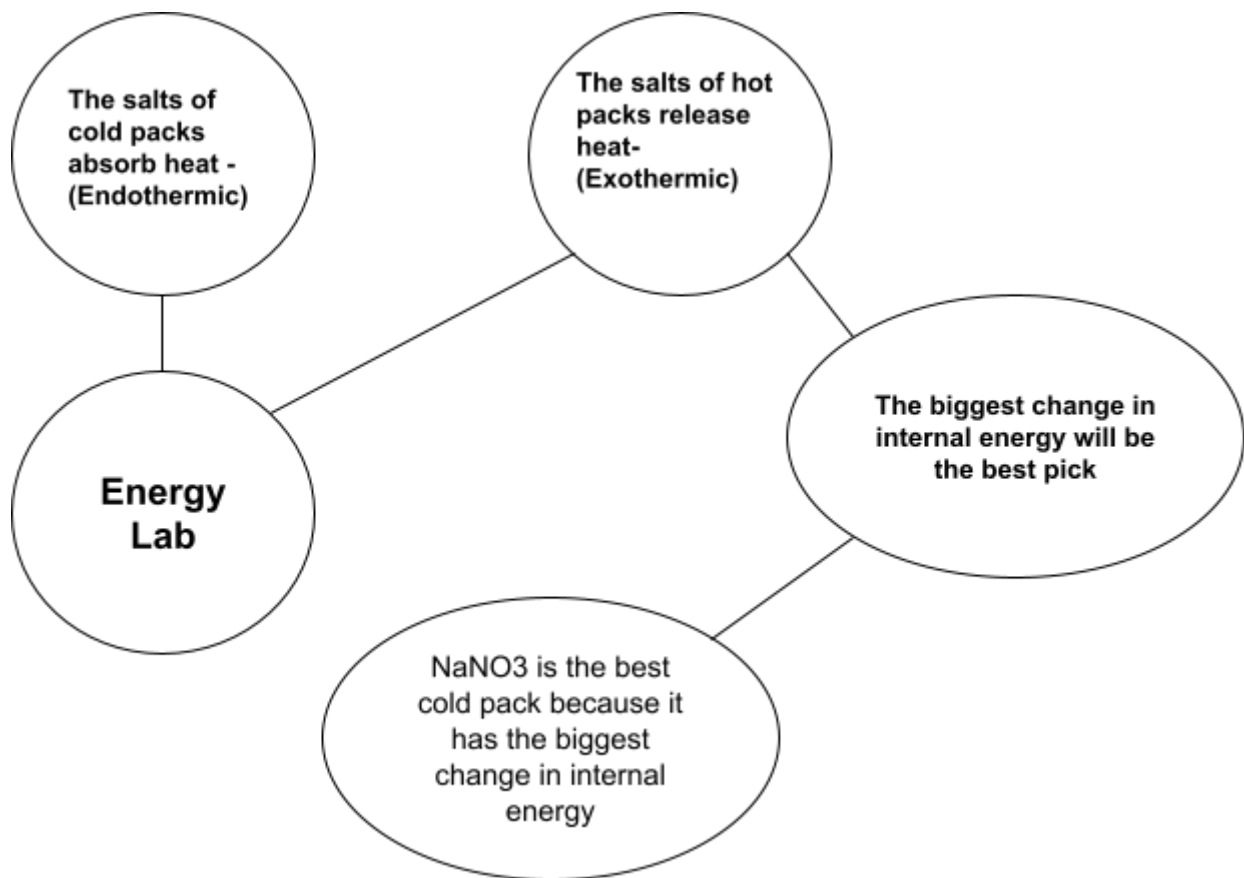 The salts of
cold packs
absorb heat -
(Endothermic)
The salts of hot
packs release
heat-
(Exothermic)
The biggest change in
internal energy will be
the best pick
Energy
Lab
NaNO3 is the best
cold pack because it
has the biggest
change in internal
energy